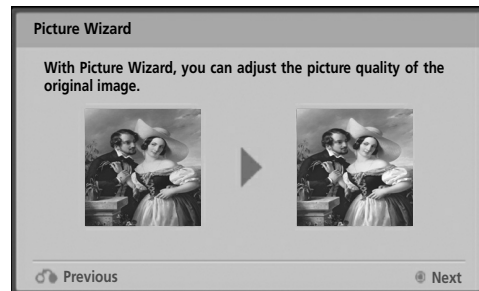 Picture Wizard
With Picture Wizard, you can adjust the picture quality of the
original image.
Previous
Next